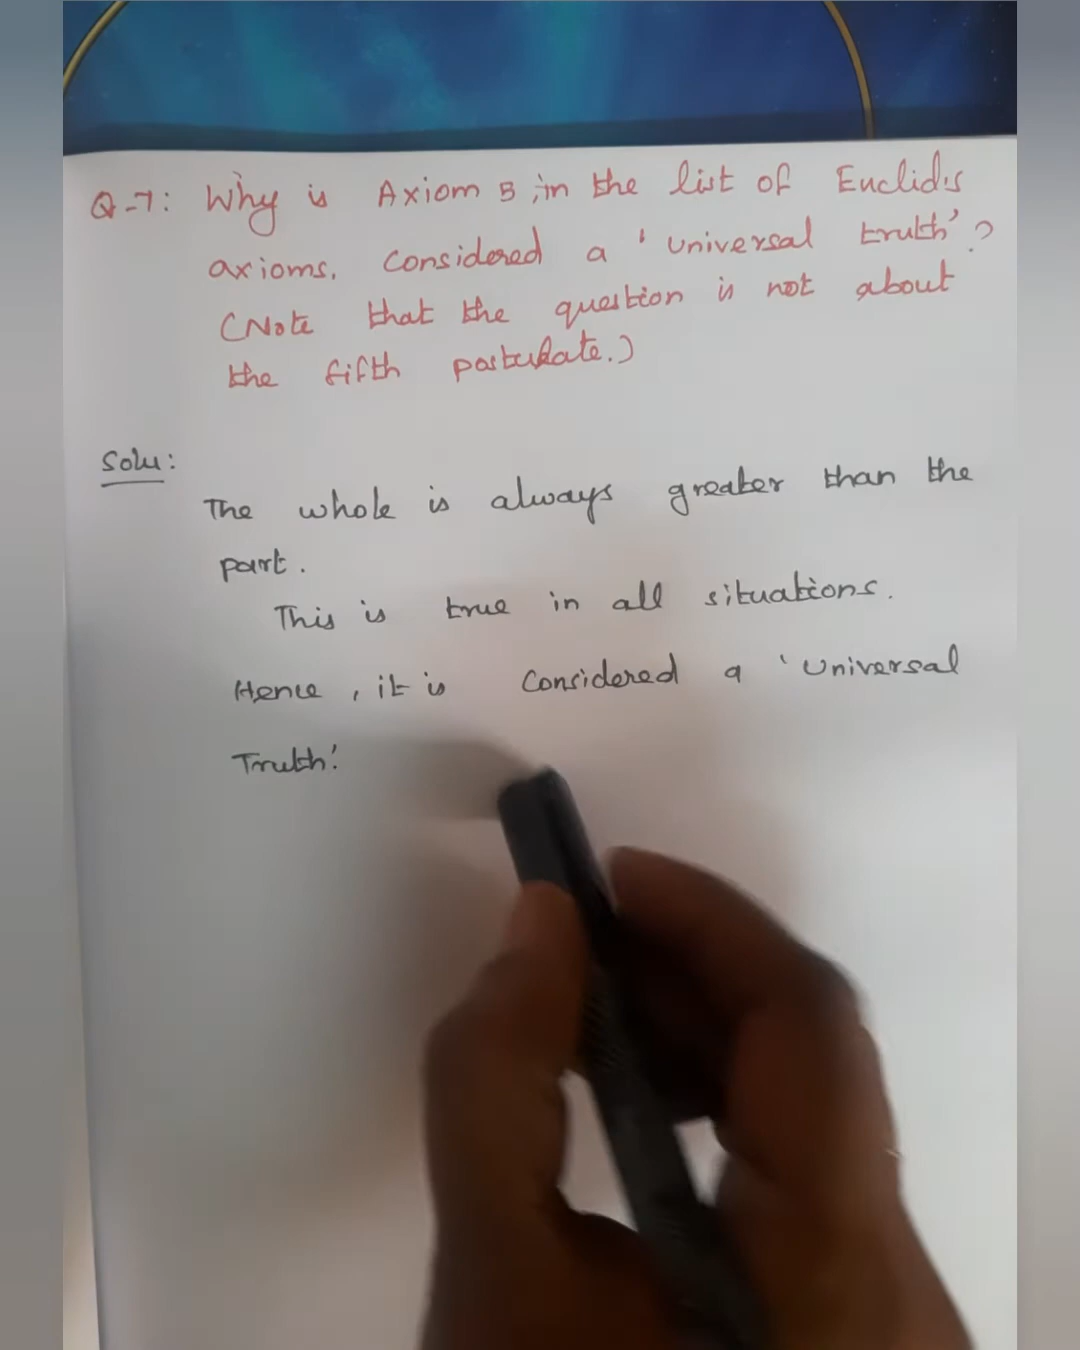 Q-7: Why is Axiom 5, in the list of Euclid's
axioms, considered a 'universal truth'?
(Note that the question is not about
the fifth postulate.)
Solu:
The whole is always greater than the
part.
This is true in all situations.
Hence, it is Considered a 'Universal
Truth'